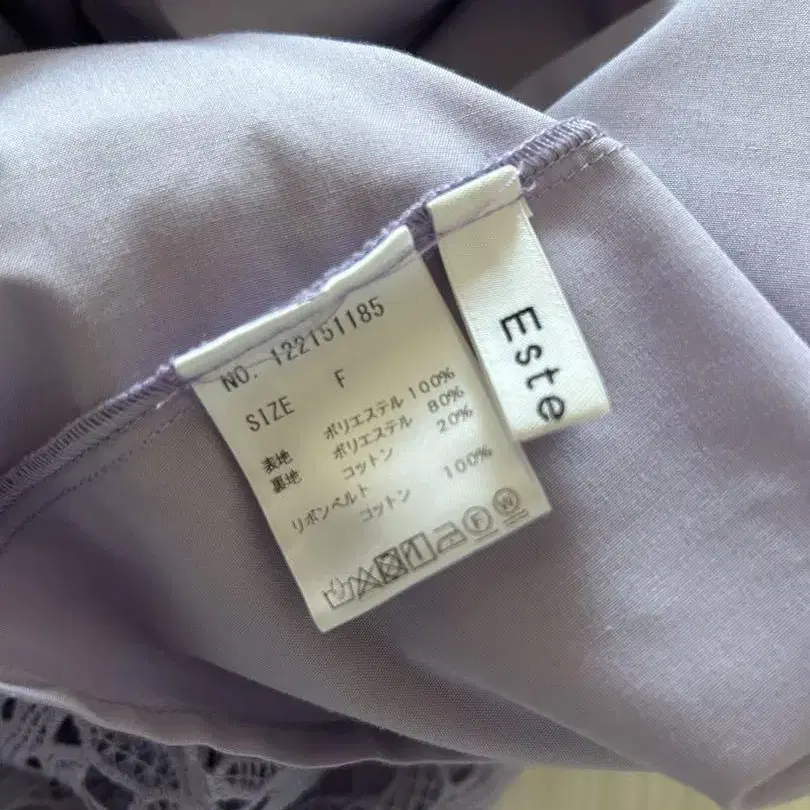 NO. 122151185
SIZE F
表地 ポリエステル 100%
裏地 ポリエステル 80%
コットン 20%
リボンベルト
コットン 100%
F W
Este